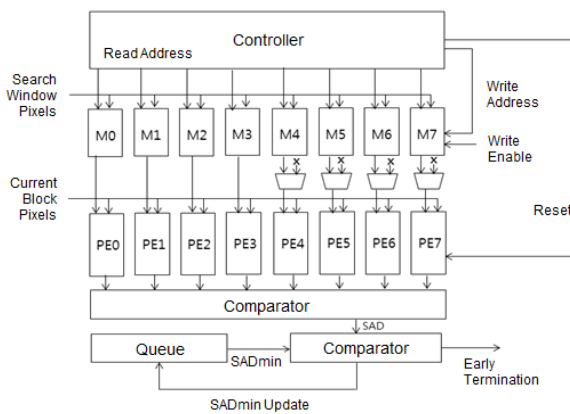 Controller
Read Address
Search
Window
Pixels
Write
Address
M0 M1 M2 M3 M4 M5 M6 M7
Write
Enable
x x x x
Current
Block
Pixels
Reset
PE0 PE1 PE2 PE3 PE4 PE5 PE6 PE7
Comparator
SAD
Queue
SADmin
Comparator
Early
Termination
SADmin Update